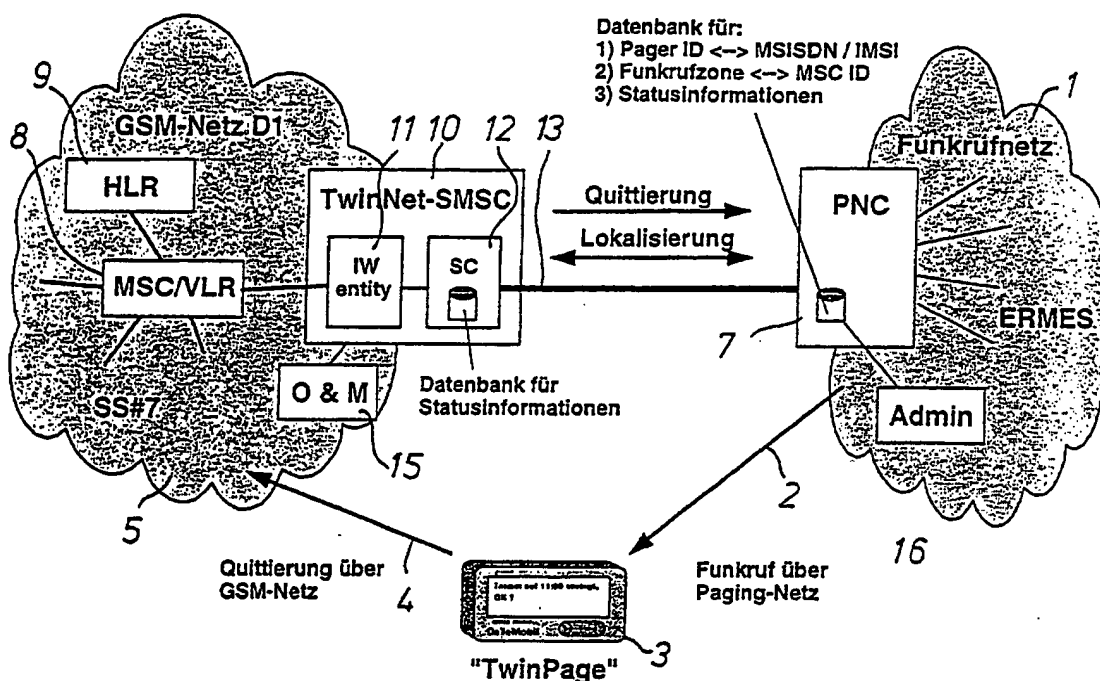 Datenbank für:
1) Pager ID <--> MSISDN / IMSI
2) Funkrufzone <--> MSC ID
3) Statusinformationen
9
1
GSM-Netz D1
11
10
12
13
Funkrufnetz
8
HLR
TwinNet-SMSC
Quittierung
PNC
Lokalisierung
MSC/VLR
IW
entity
SC
7
ERMES
SS#7
O & M
Datenbank für
Statusinformationen
Admin
15
5
2
16
Quittierung über
GSM-Netz
4
Funkruf über
Paging-Netz
OK ?
3
"TwinPage"